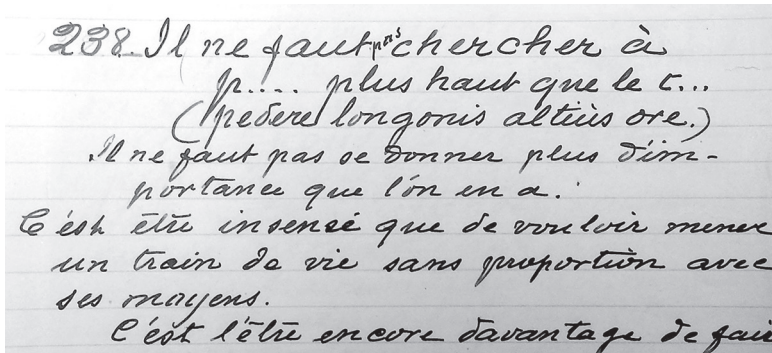 238. Il ne faut pas chercher à
p.... plus haut que le c...
(pedere longonis altiùs ore.)
Il ne faut pas se donner plus d'im-
portance que l'on en a.
C'est être insensé que de vouloir mener
un train de vie sans proportion avec
ses moyens.
C'est l'être encore davantage de fair